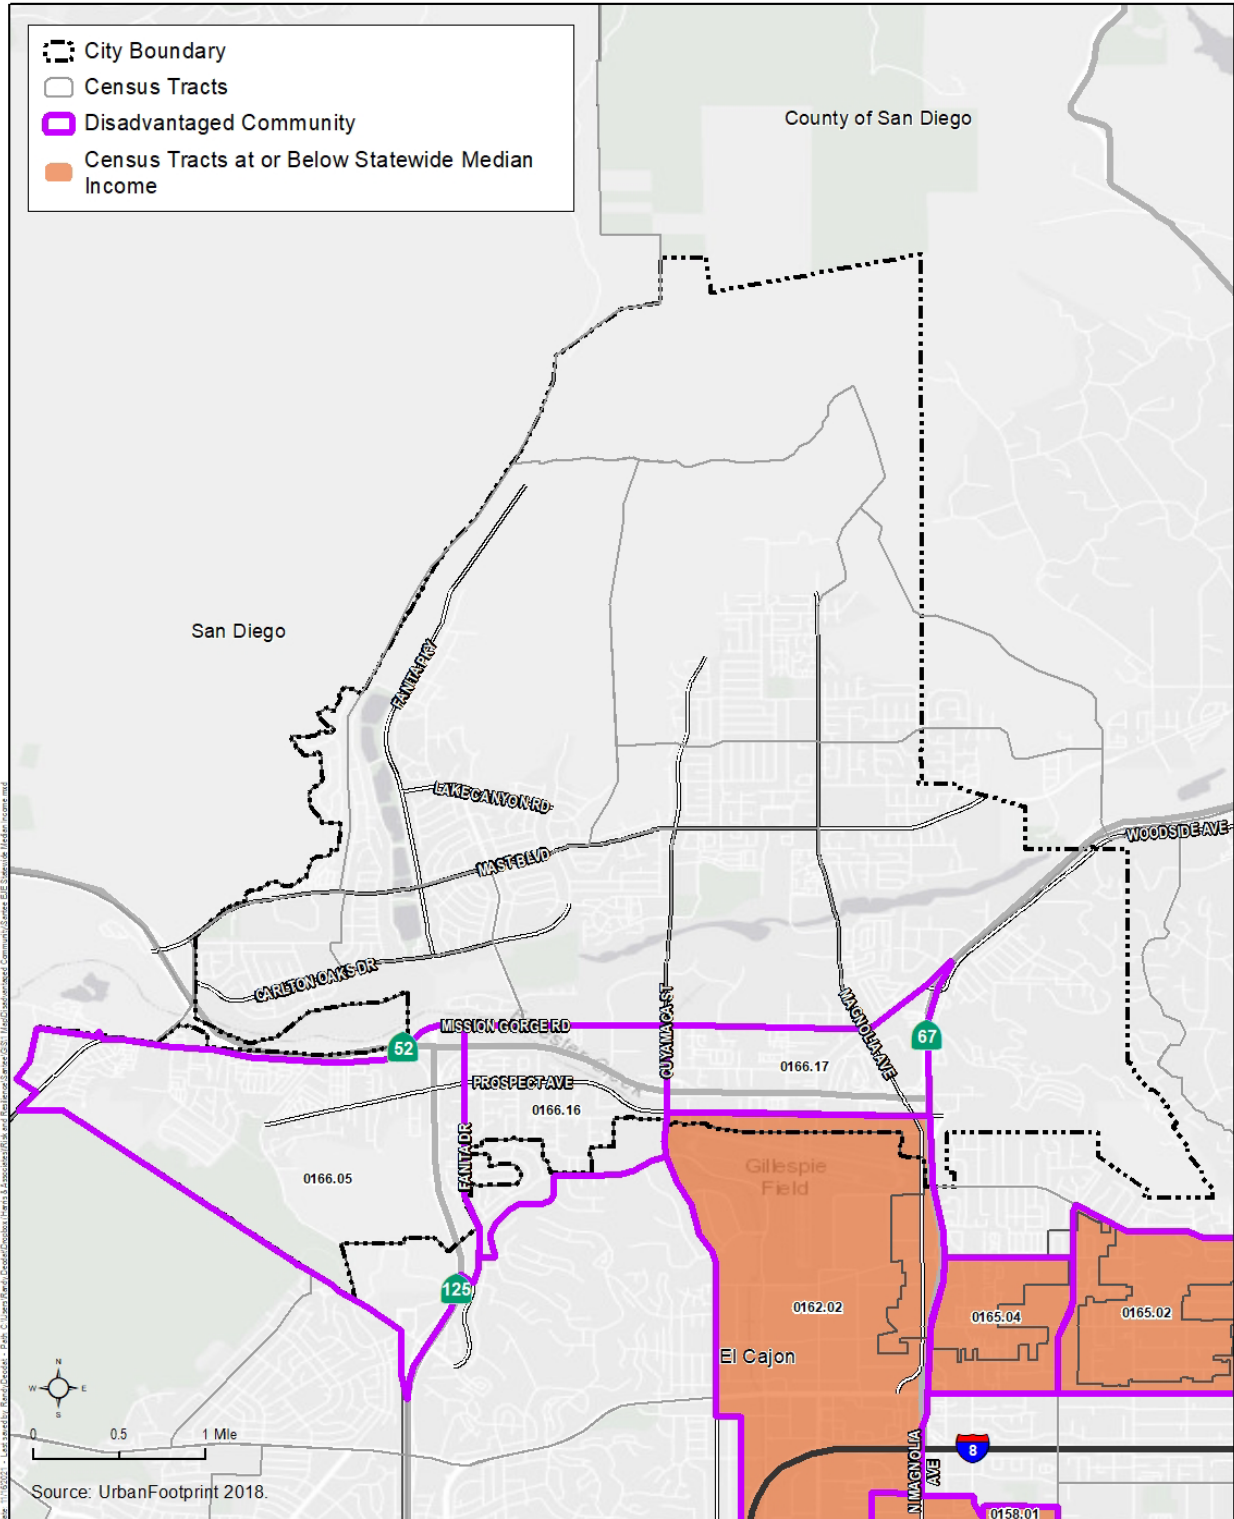 City Boundary
Census Tracts
Disadvantaged Community
Census Tracts at or Below Statewide Median
Income
County of San Diego
San Diego
FANITA PKY
LAKE CANYON RD
MAST BLVD
WOODSIDE AVE
CARLTON OAKS DR
CUYAMACA ST
MAGNOLIA AVE
MISSION GORGE RD
52
67
0166.17
PROSPECT AVE
0166.16
FANITA DR
0166.05
Gillespie
Field
125
0162.02
0165.04
0165.02
El Cajon
N
W E
S
0 0.5 1 Mile
8
N MAGNOLIA
AVE
Source: UrbanFootprint 2018.
0158.01